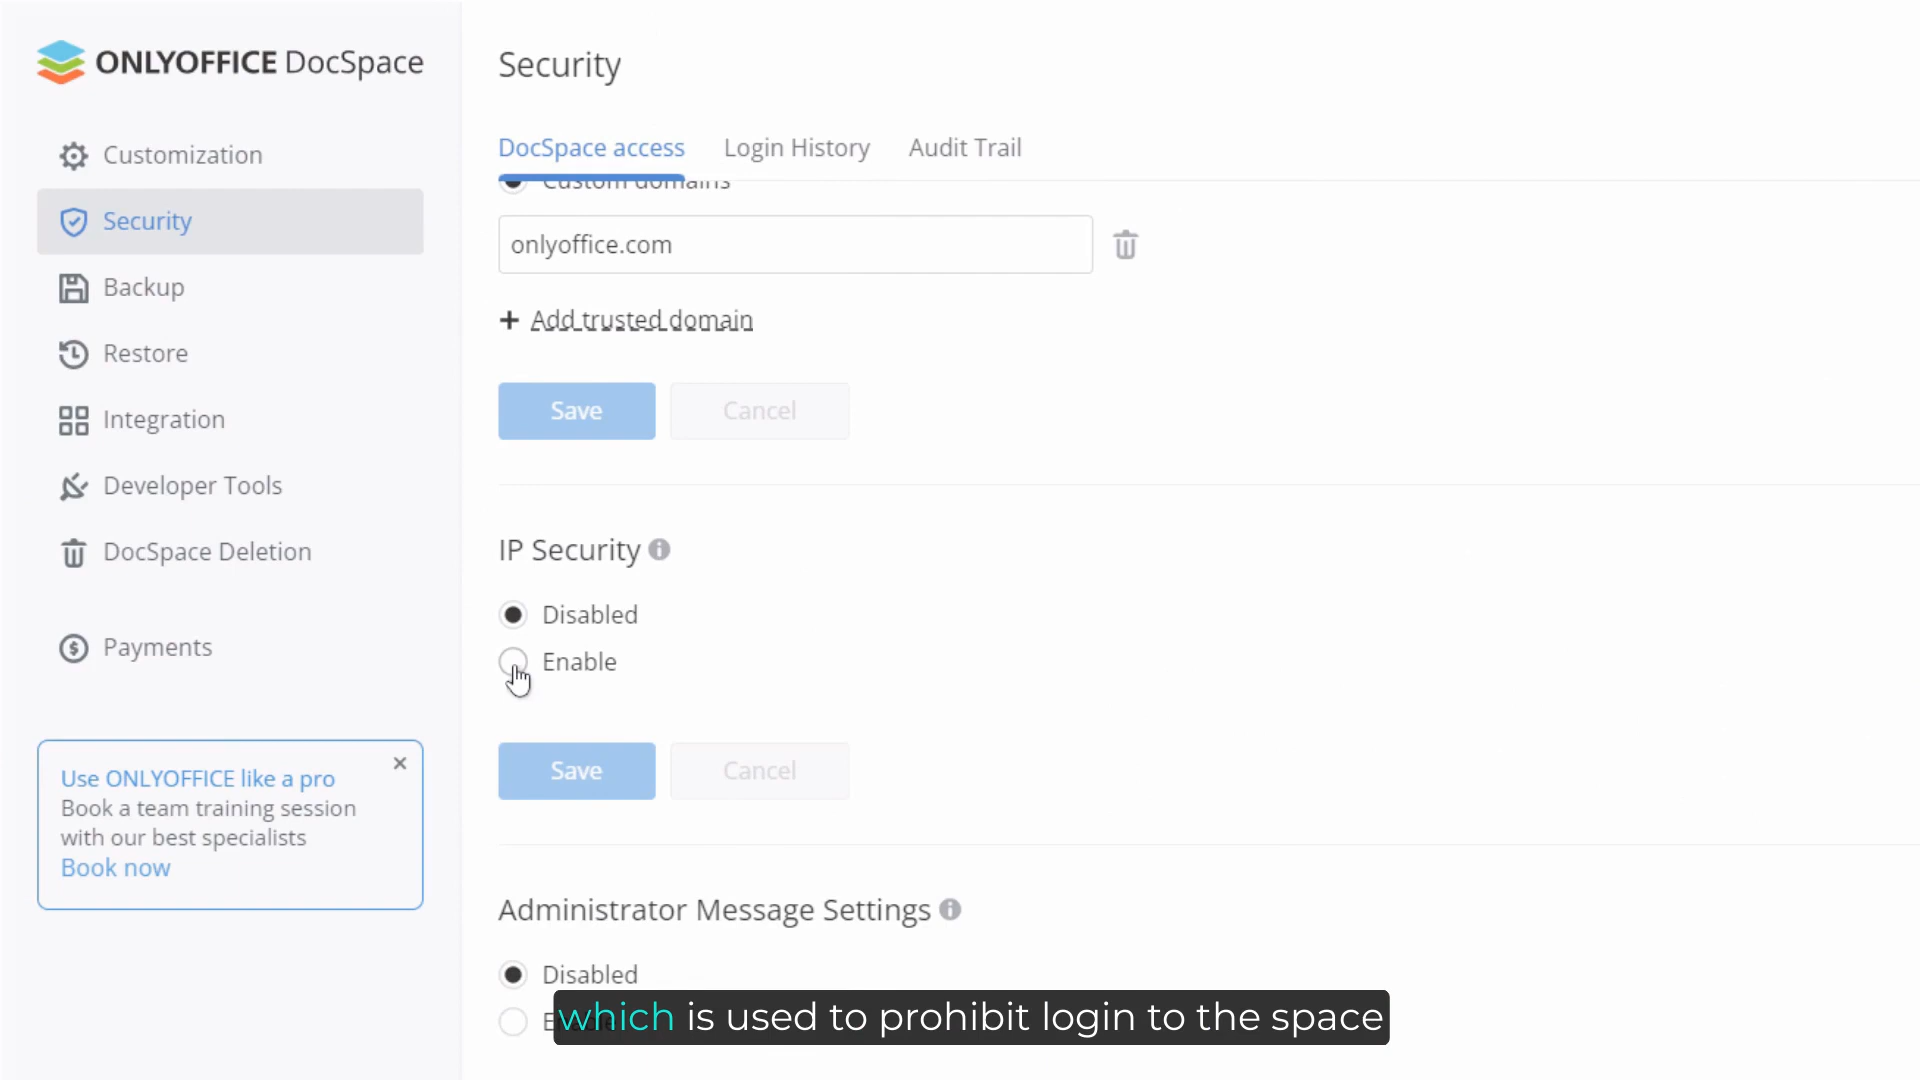 ONLYOFFICE DocSpace
Customization
Security
Backup
Restore
Integration
Developer Tools
DocSpace Deletion
Payments
Use ONLYOFFICE like a pro
Book a team training session
with our best specialists
Book now
Security
DocSpace access Login History Audit Trail
Custom domains
onlyoffice.com
+ Add trusted domain
Save Cancel
IP Security
Disabled
Enable
Save Cancel
Administrator Message Settings
Disabled
which is used to prohibit login to the space